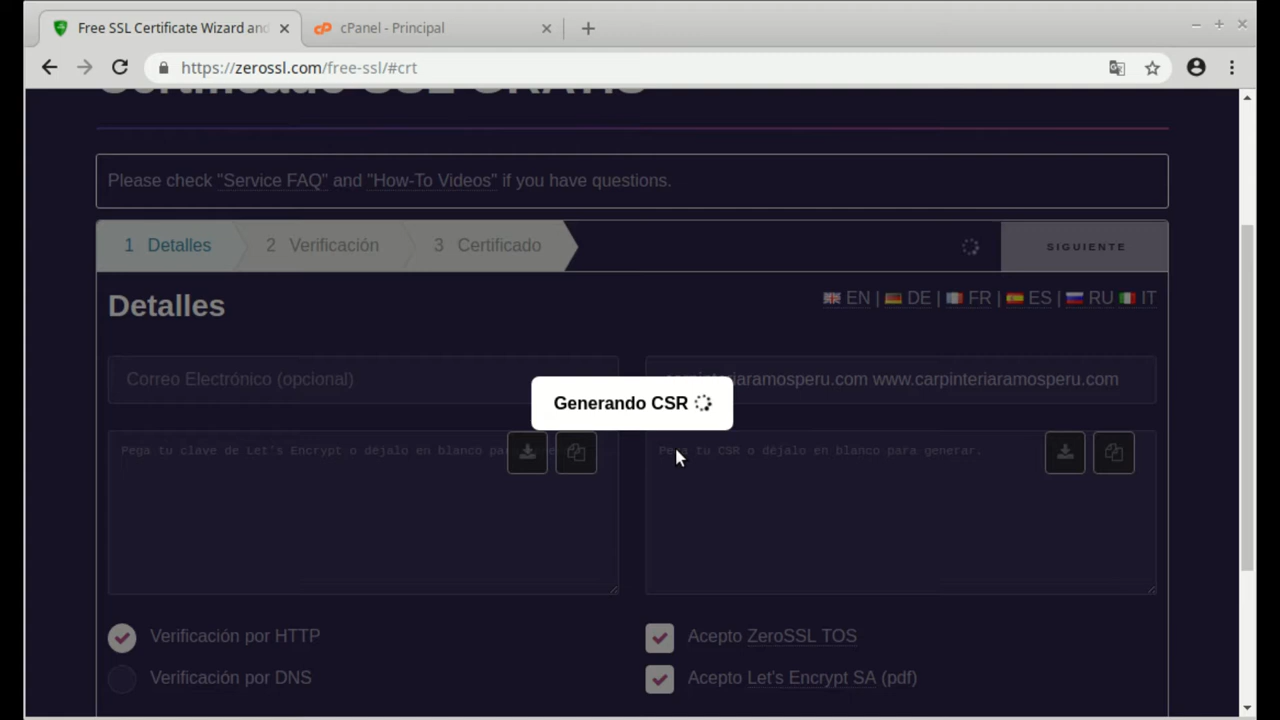 Free SSL Certificate Wizard and
cPanel - Principal
https://zerossl.com/free-ssl/#crt
Certificado SSL GRATIS
Please check "Service FAQ" and "How-To Videos" if you have questions.
1 Detalles
2 Verificación
3 Certificado
SIGUIENTE
Detalles
EN | DE | FR | ES | RU IT
Correo Electrónico (opcional)
www.carpinteriaramosperu.com
Generando CSR
Pega tu clave de Let's Encrypt o déjalo en blanco
Pega tu CSR o déjalo en blanco para generar.
Verificación por HTTP
Acepto ZeroSSL TOS
Verificación por DNS
Acepto Let's Encrypt SA (pdf)